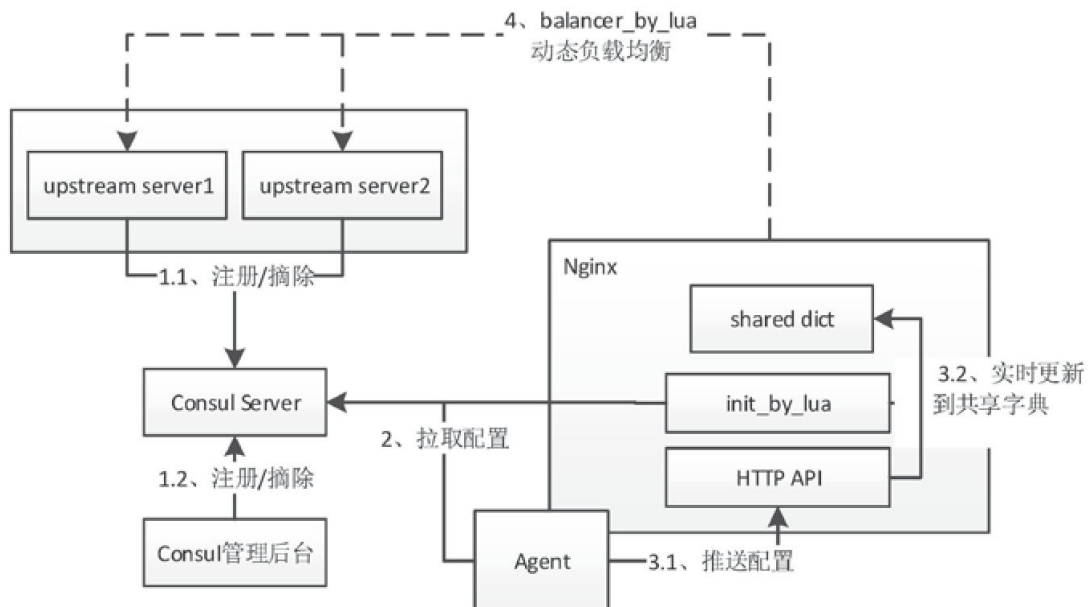 4、balancer_by_lua
动态负载均衡
upstream server1
upstream server2
1.1、注册/摘除
Nginx
shared dict
3.2、实时更新
到共享字典
Consul Server
init_by_lua
2、拉取配置
1.2、注册/摘除
HTTP API
Consul管理后台
Agent
3.1、推送配置